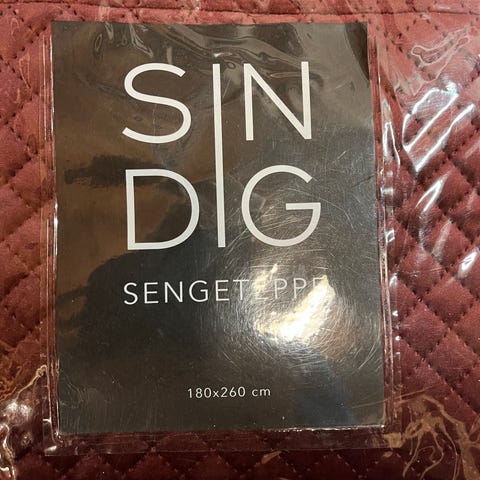 SIN
DIG
SENGETEPPE
180x260 cm